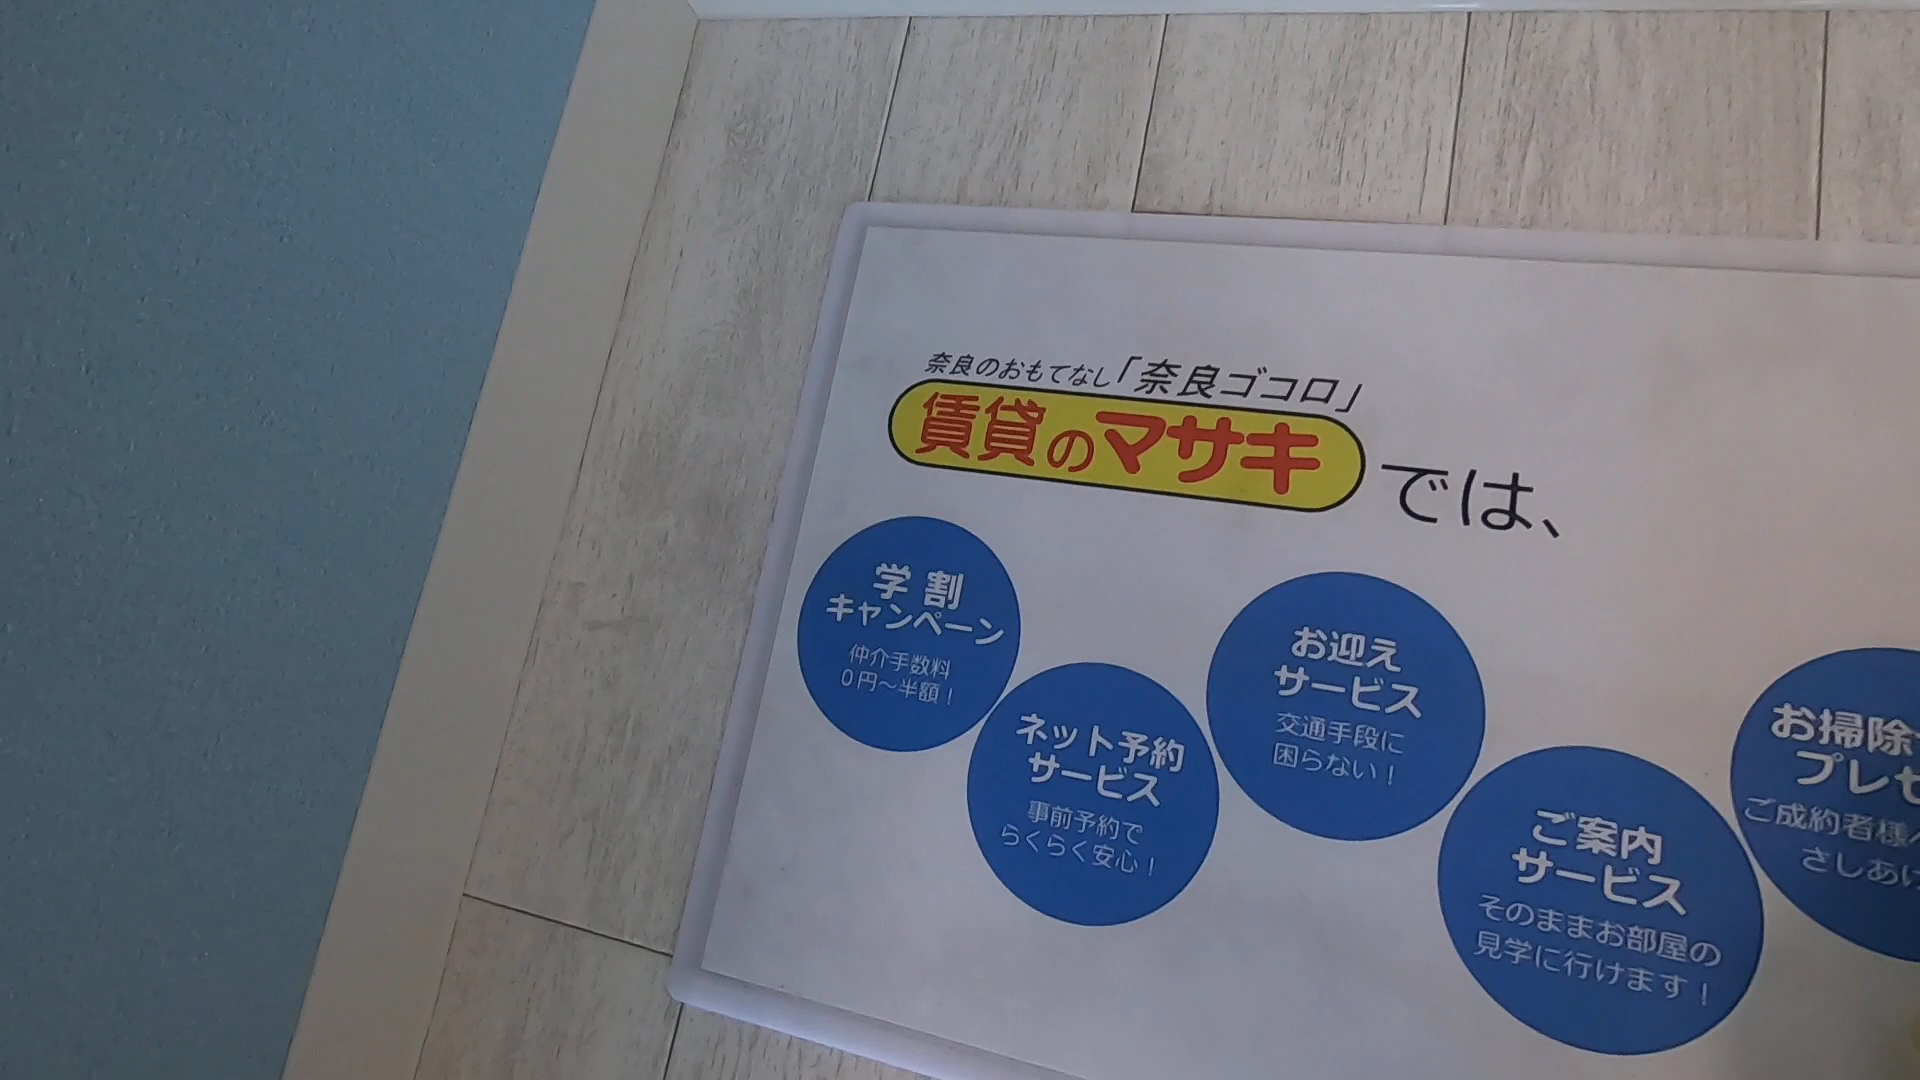 奈良のおもてなし「奈良ゴコロ」
賃貸のマサキでは、
学割
キャンペーン
仲介手数料
0円〜半額！
ネット予約
サービス
事前予約で
らくらく安心！
お迎え
サービス
交通手段に
困らない！
ご案内
サービス
そのままお部屋の
見学に行けます！
お掃除
プレゼ
ご成約者様
さしあげ